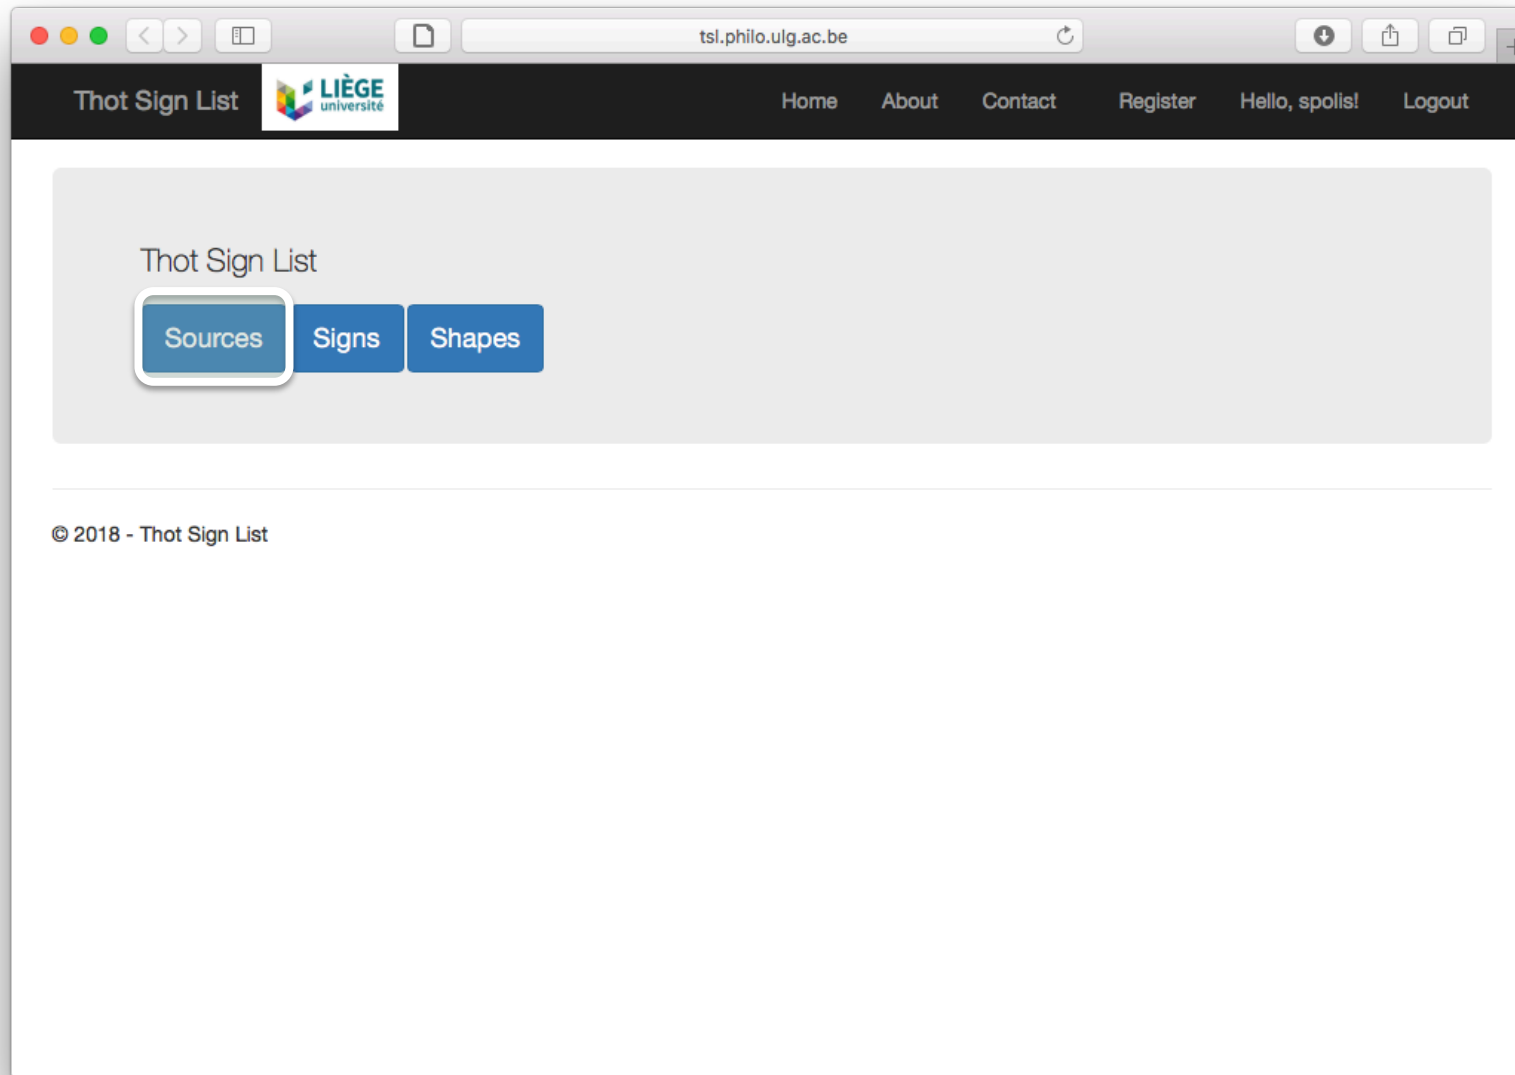 tsl.philo.ulg.ac.be
Thot Sign List LIÈGE université Home About Contact Register Hello, spolis! Logout
Thot Sign List
Sources Signs Shapes
© 2018 - Thot Sign List